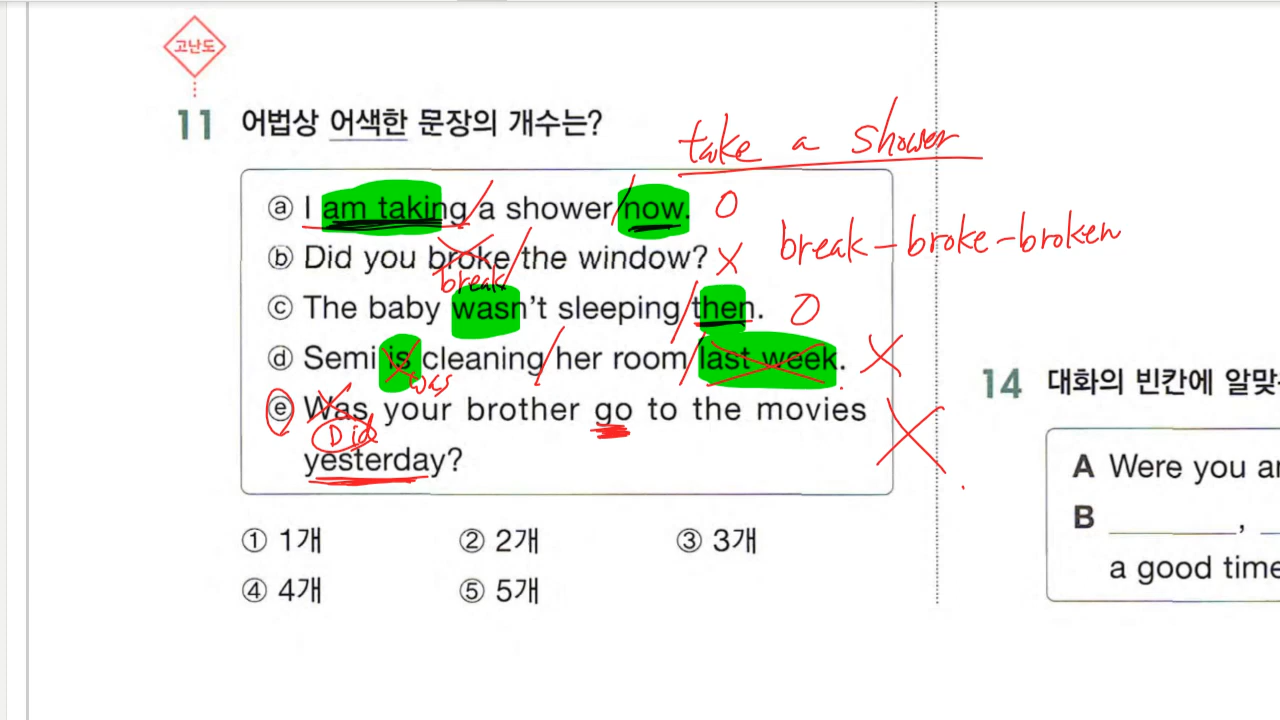 고난도
11 어법상 어색한 문장의 개수는?
take a shower
ⓐ I am taking a shower now. O
ⓑ Did you broke the window? X break-broke-broken
break
ⓒ The baby wasn't sleeping then. O
ⓓ Semi is cleaning her room last week. X
was
ⓔ Was your brother go to the movies X
Did
yesterday?
① 1개 ② 2개 ③ 3개
④ 4개 ⑤ 5개
14 대화의 빈칸에 알맞
A Were you a
B ________, _
a good time